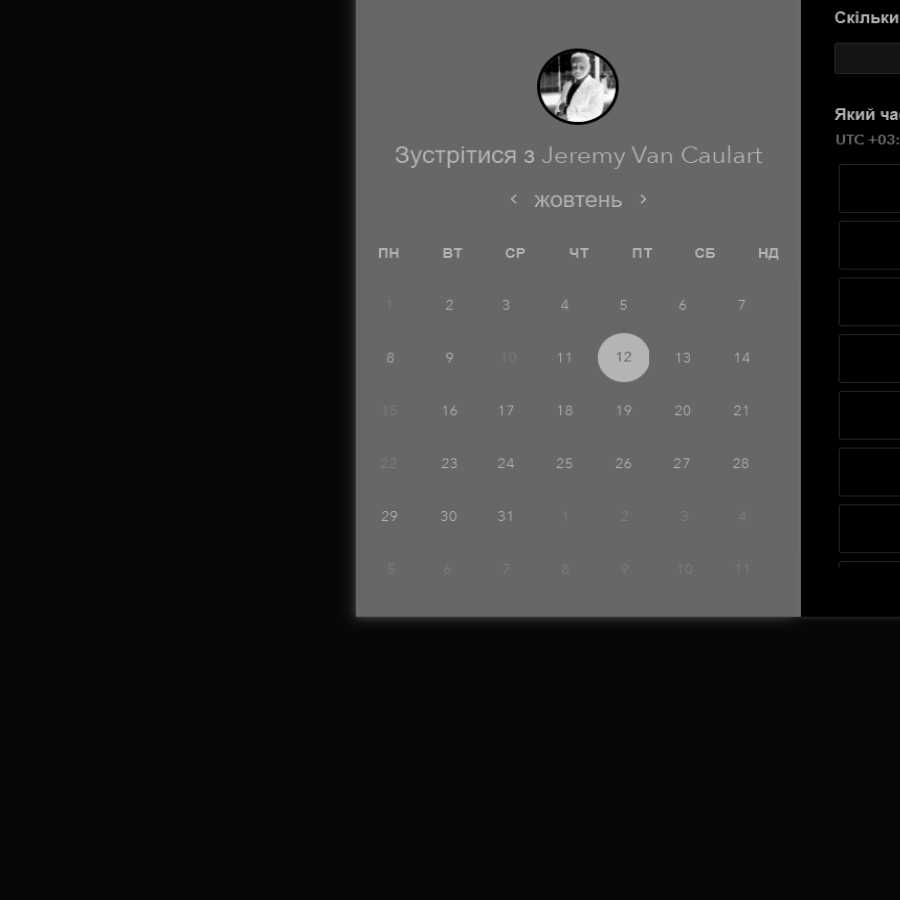 Зустрітися з Jeremy Van Caulart
‹ жовтень ›
ПН ВТ СР ЧТ ПТ СБ НД
1 2 3 4 5 6 7
8 9 10 11 12 13 14
15 16 17 18 19 20 21
22 23 24 25 26 27 28
29 30 31 1 2 3 4
5 6 7 8 9 10 11
Скільки
Який ча
UTC +03: